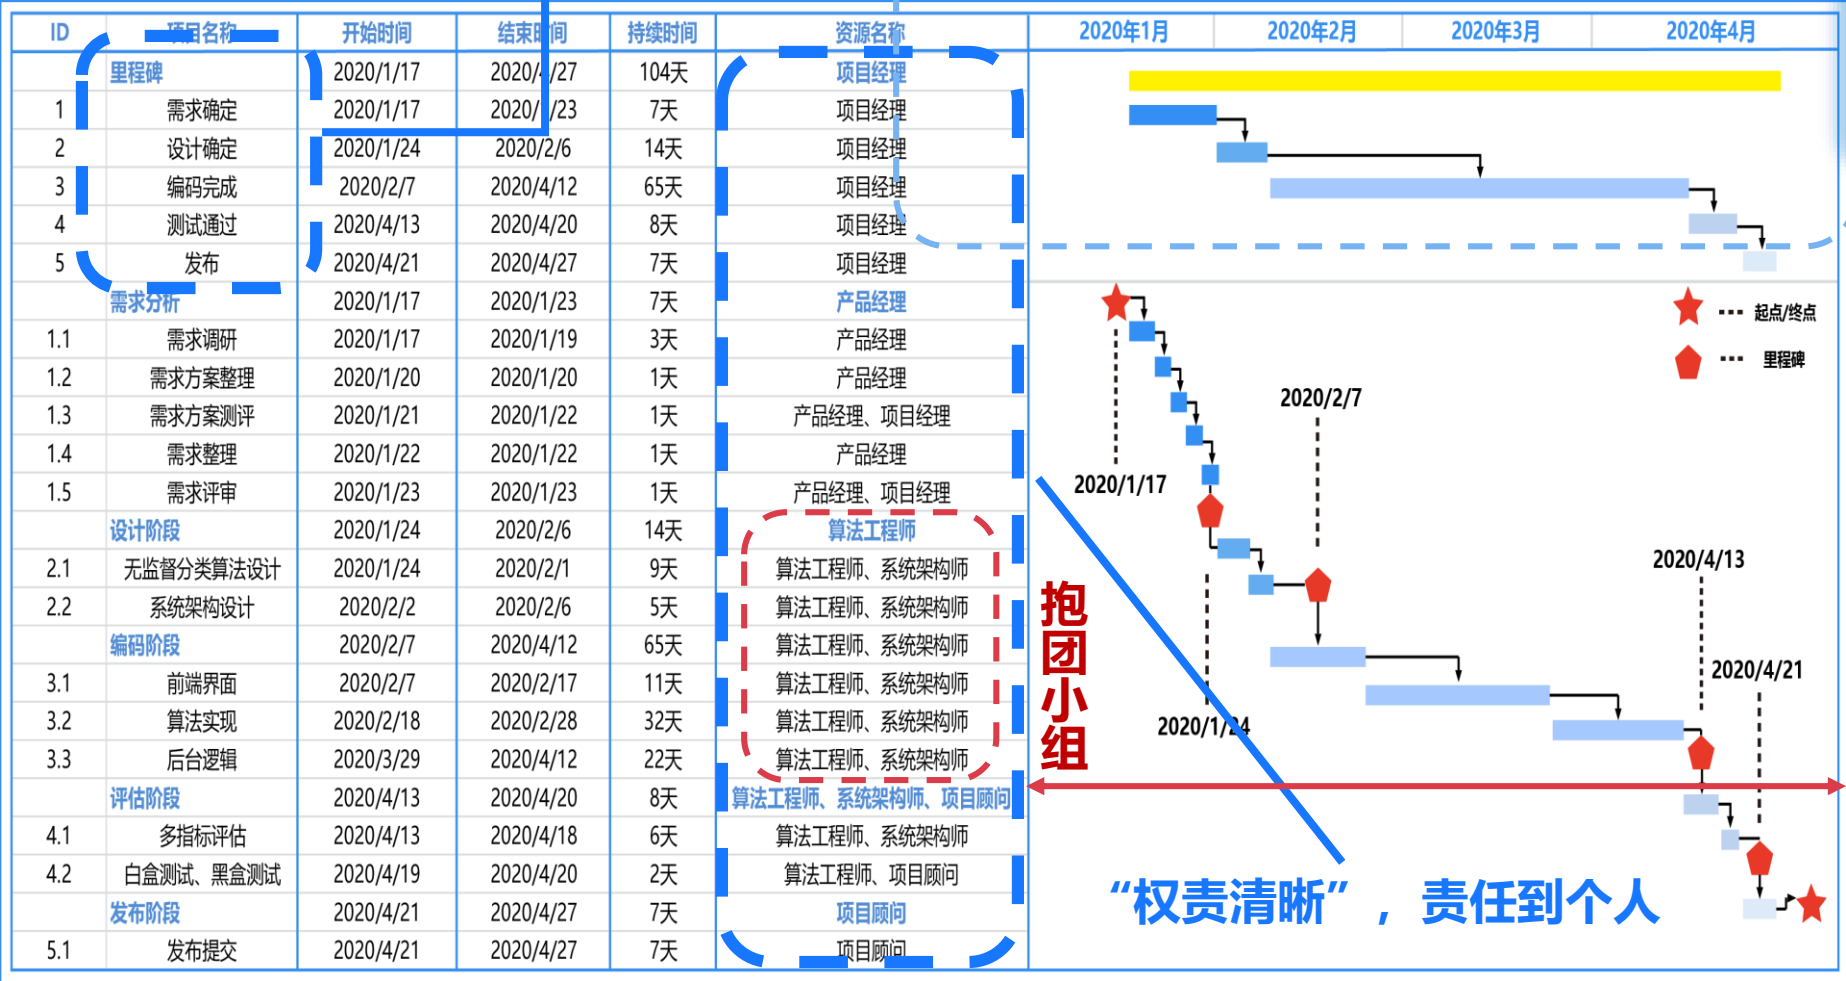 ID 项目名称 开始时间 结束时间 持续时间 资源名称 2020年1月 2020年2月 2020年3月 2020年4月
里程碑 2020/1/17 2020/4/27 104天 项目经理
1 需求确定 2020/1/17 2020/1/23 7天 项目经理
2 设计确定 2020/1/24 2020/2/6 14天 项目经理
3 编码完成 2020/2/7 2020/4/12 65天 项目经理
4 测试通过 2020/4/13 2020/4/20 8天 项目经理
5 发布 2020/4/21 2020/4/27 7天 项目经理
需求分析 2020/1/17 2020/1/23 7天 产品经理
1.1 需求调研 2020/1/17 2020/1/19 3天 产品经理
1.2 需求方案整理 2020/1/20 2020/1/20 1天 产品经理
1.3 需求方案测评 2020/1/21 2020/1/22 1天 产品经理、项目经理
1.4 需求整理 2020/1/22 2020/1/22 1天 产品经理
1.5 需求评审 2020/1/23 2020/1/23 1天 产品经理、项目经理
设计阶段 2020/1/24 2020/2/6 14天 算法工程师
2.1 无监督分类算法设计 2020/1/24 2020/2/1 9天 算法工程师、系统架构师
2.2 系统架构设计 2020/2/2 2020/2/6 5天 算法工程师、系统架构师
编码阶段 2020/2/7 2020/4/12 65天 算法工程师、系统架构师
3.1 前端界面 2020/2/7 2020/2/17 11天 算法工程师、系统架构师
3.2 算法实现 2020/2/18 2020/2/28 32天 算法工程师、系统架构师
3.3 后台逻辑 2020/3/29 2020/4/12 22天 算法工程师、系统架构师
评估阶段 2020/4/13 2020/4/20 8天 算法工程师、系统架构师、项目顾问
4.1 多指标评估 2020/4/13 2020/4/18 6天 算法工程师、系统架构师
4.2 白盒测试、黑盒测试 2020/4/19 2020/4/20 2天 算法工程师、项目顾问
发布阶段 2020/4/21 2020/4/27 7天 项目顾问
5.1 发布提交 2020/4/21 2020/4/27 7天 项目顾问
起点/终点
里程碑
2020/2/7
2020/1/17
2020/4/13
2020/4/21
2020/1/24
抱团小组
“权责清晰”，责任到个人